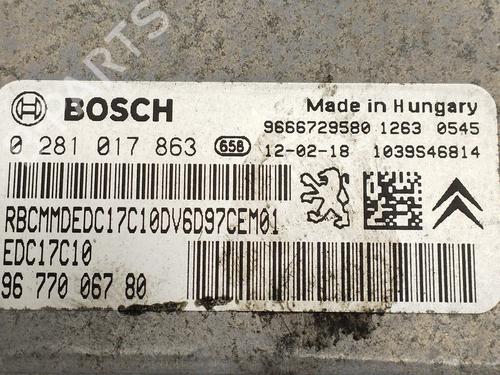 PARTS
BOSCH
Made in Hungary
9666729580 1263 0545
0 281 017 863 658 12-02-18 1039S46814
RBCMMDEDC17C10DV6D97CEM01
EDC17C10
96 770 067 80